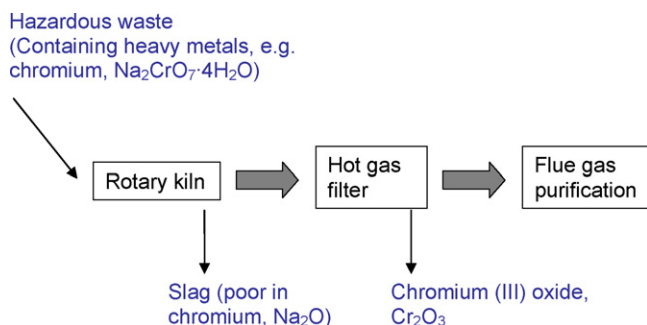 Hazardous waste
(Containing heavy metals, e.g.
chromium, Na₂CrO₇·4H₂O)
Rotary kiln
Hot gas
filter
Flue gas
purification
Slag (poor in
chromium, Na₂O)
Chromium (III) oxide,
Cr₂O₃